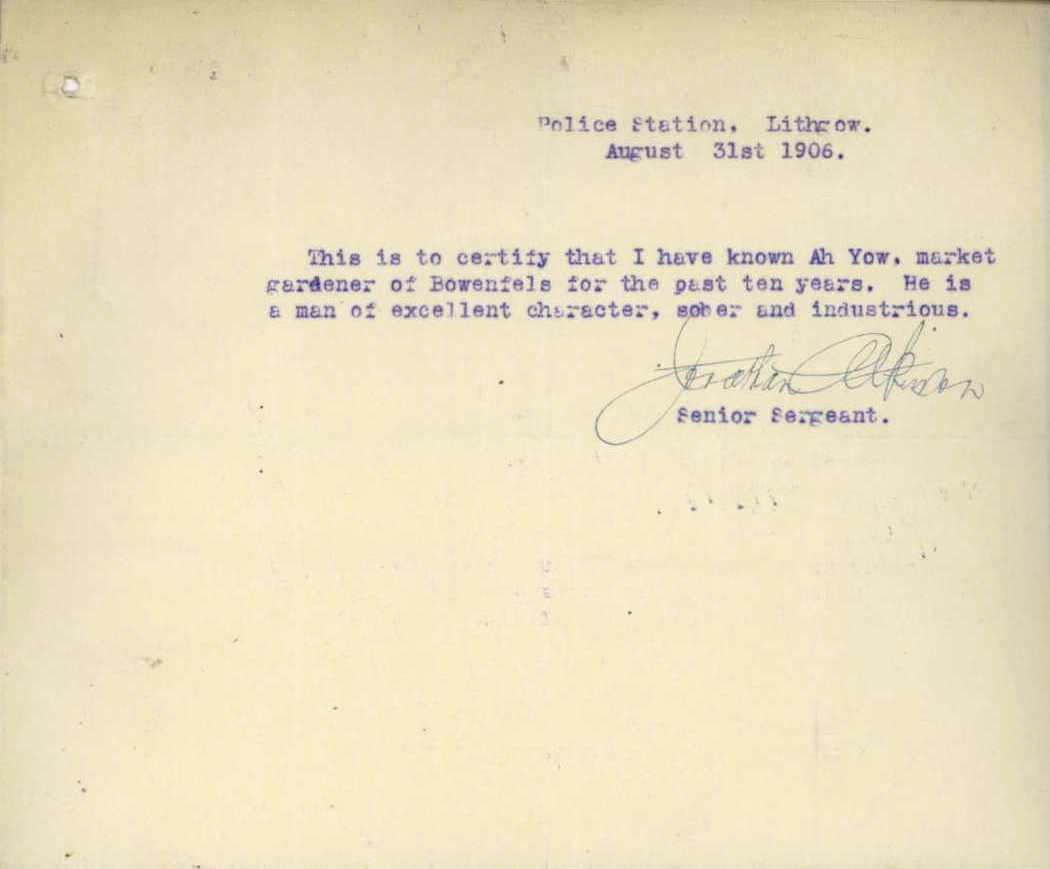 Police Station, Lithgow.
August 31st 1906.
This is to certify that I have known Ah Yow, market
gardener of Bowenfels for the past ten years. He is
a man of excellent character, sober and industrious.
Jonathan
Senior Sergeant.